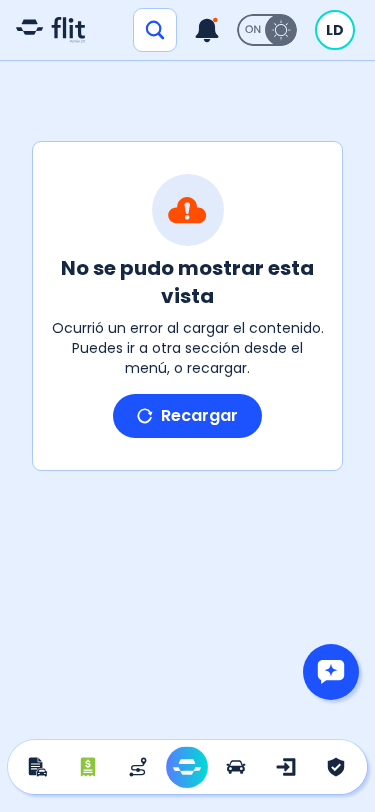 flit
ON
LD
No se pudo mostrar esta
vista
Ocurrió un error al cargar el contenido.
Puedes ir a otra sección desde el
menú, o recargar.
Recargar